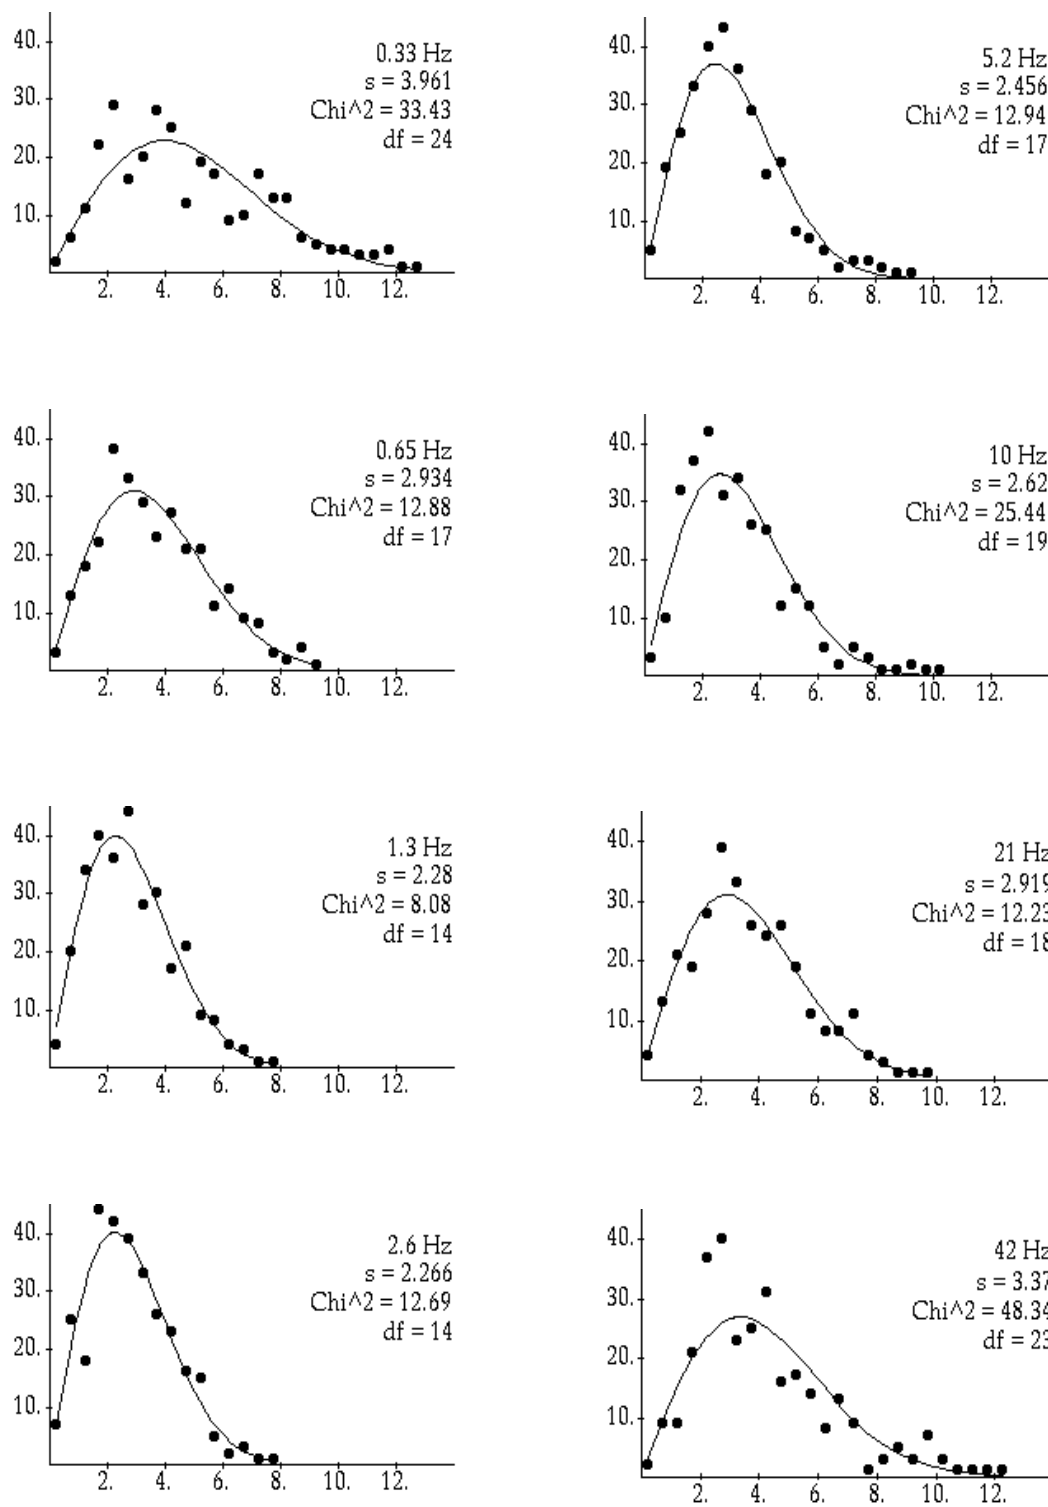 40.
30.
20.
10.
2. 4. 6. 8. 10. 12.
0.33 Hz
s = 3.961
Chi^2 = 33.43
df = 24
40.
30.
20.
10.
2. 4. 6. 8. 10. 12.
5.2 Hz
s = 2.456
Chi^2 = 12.94
df = 17
40.
30.
20.
10.
2. 4. 6. 8. 10. 12.
0.65 Hz
s = 2.934
Chi^2 = 12.88
df = 17
40.
30.
20.
10.
2. 4. 6. 8. 10. 12.
10 Hz
s = 2.62
Chi^2 = 25.44
df = 19
40.
30.
20.
10.
2. 4. 6. 8. 10. 12.
1.3 Hz
s = 2.28
Chi^2 = 8.08
df = 14
40.
30.
20.
10.
2. 4. 6. 8. 10. 12.
21 Hz
s = 2.919
Chi^2 = 12.23
df = 18
40.
30.
20.
10.
2. 4. 6. 8. 10. 12.
2.6 Hz
s = 2.266
Chi^2 = 12.69
df = 14
40.
30.
20.
10.
2. 4. 6. 8. 10. 12.
42 Hz
s = 3.37
Chi^2 = 48.34
df = 23